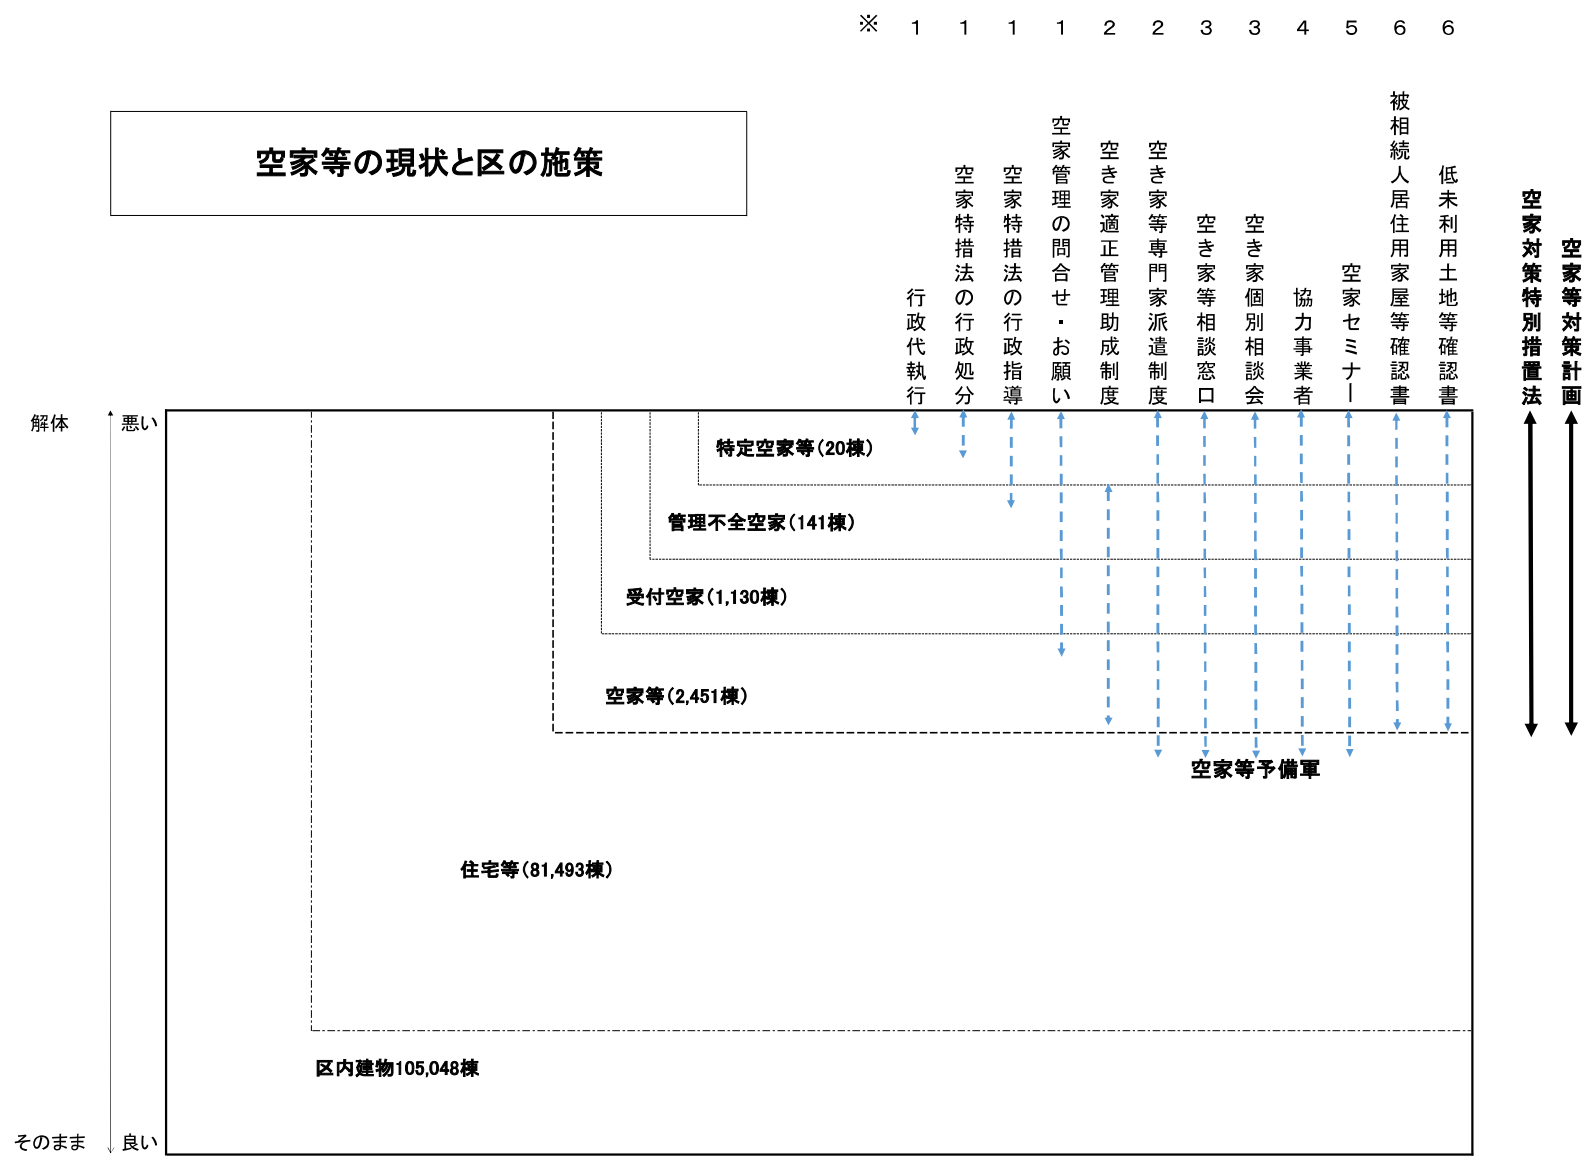 ※ 1 1 1 1 2 2 3 3 4 5 6 6
空家等の現状と区の施策
行政代執行
空家特措法の行政処分
空家特措法の行政指導
空家管理の問合せ・お願い
空き家適正管理助成制度
空き家等専門家派遣制度
空き家等相談窓口
空き家個別相談会
協力事業者
空家セミナー
被相続人居住用家屋等確認書
低未利用土地等確認書
空家対策特別措置法
空家等対策計画
解体
悪い
特定空家等(20棟)
管理不全空家(141棟)
受付空家(1,130棟)
空家等(2,451棟)
空家等予備軍
住宅等(81,493棟)
区内建物105,048棟
そのまま
良い